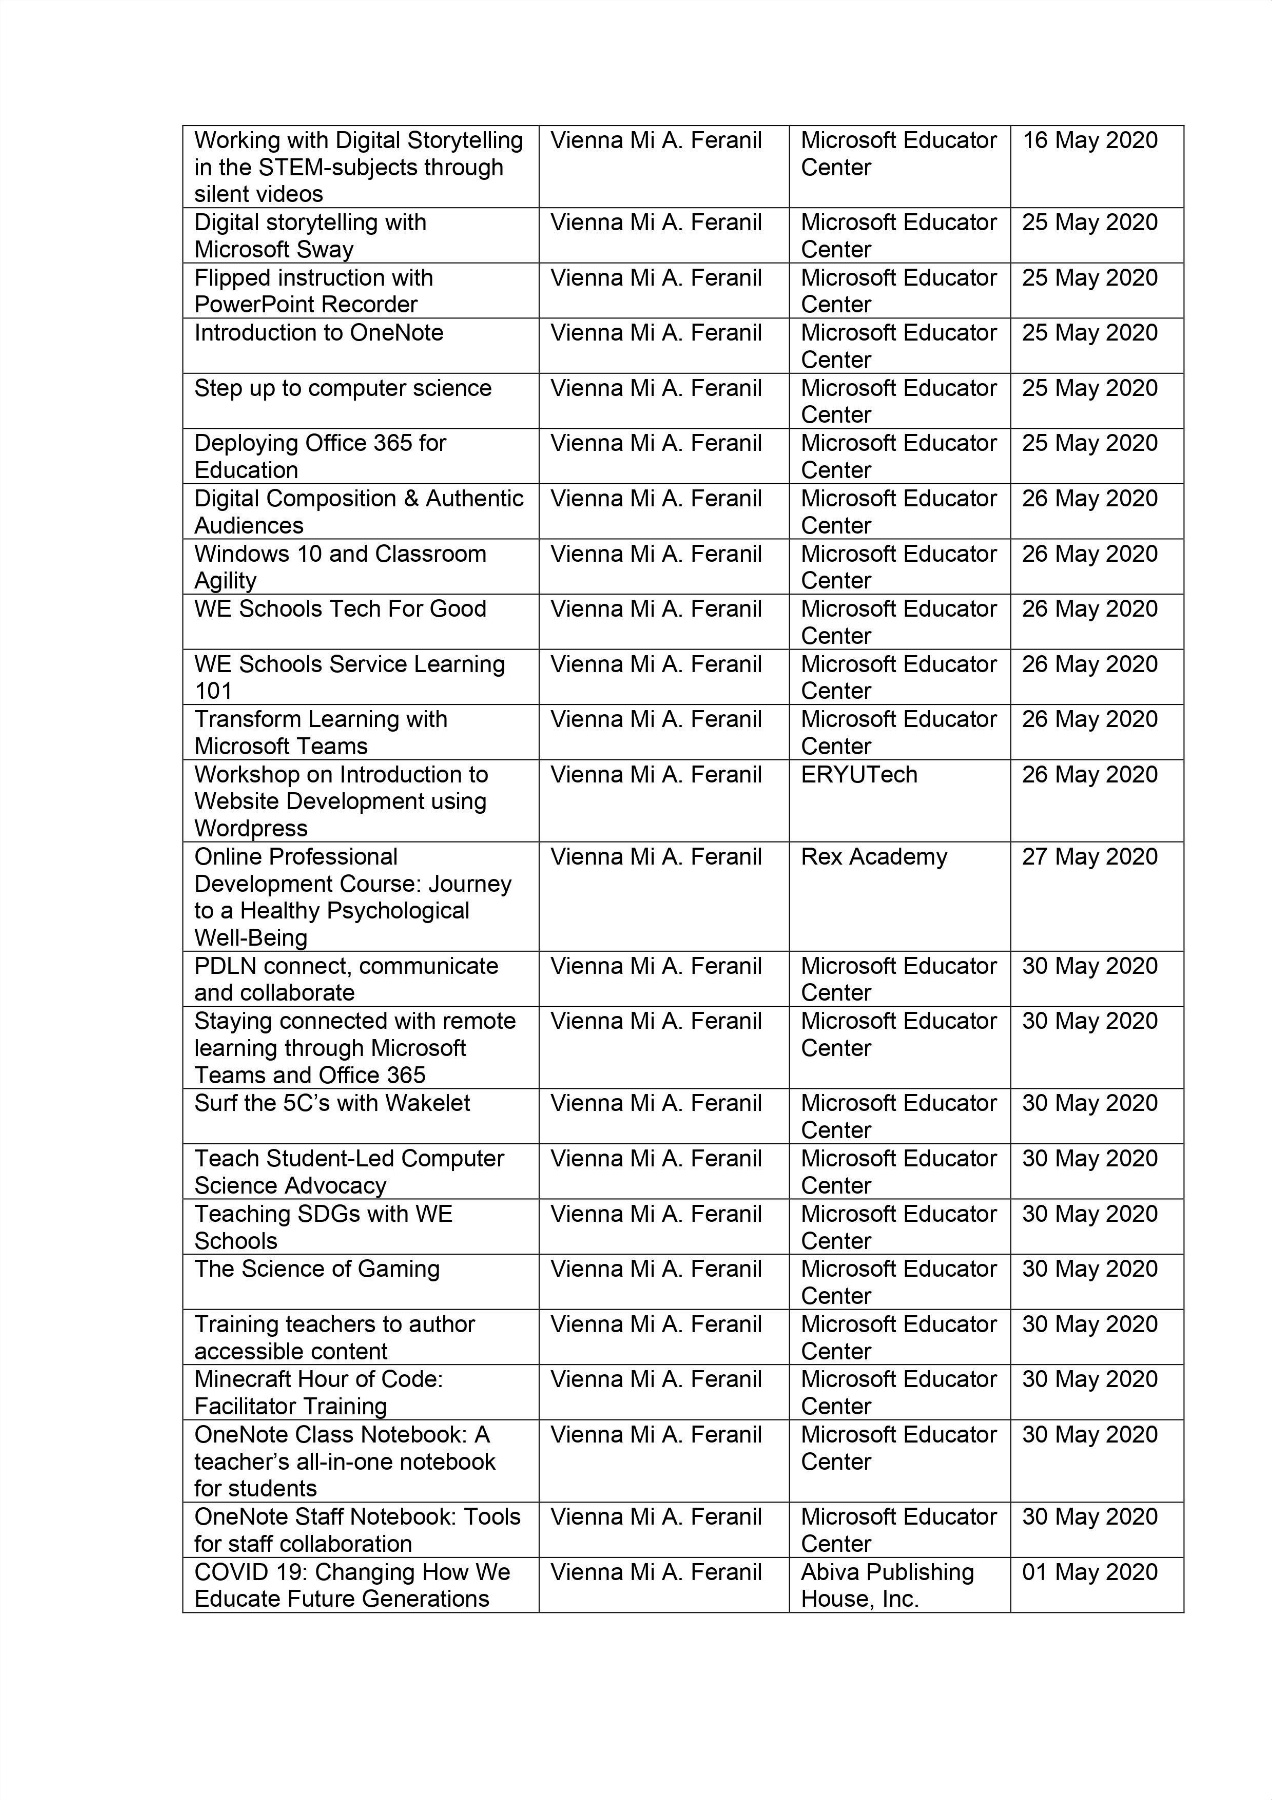 Working with Digital Storytelling Vienna Mi A. Feranil Microsoft Educator 16 May 2020
in the STEM-subjects through Center
silent videos
Digital storytelling with Vienna Mi A. Feranil Microsoft Educator 25 May 2020
Microsoft Sway Center
Flipped instruction with Vienna Mi A. Feranil Microsoft Educator 25 May 2020
PowerPoint Recorder Center
Introduction to OneNote Vienna Mi A. Feranil Microsoft Educator 25 May 2020
Center
Step up to computer science Vienna Mi A. Feranil Microsoft Educator 25 May 2020
Center
Deploying Office 365 for Vienna Mi A. Feranil Microsoft Educator 25 May 2020
Education Center
Digital Composition & Authentic Vienna Mi A. Feranil Microsoft Educator 26 May 2020
Audiences Center
Windows 10 and Classroom Vienna Mi A. Feranil Microsoft Educator 26 May 2020
Agility Center
WE Schools Tech For Good Vienna Mi A. Feranil Microsoft Educator 26 May 2020
Center
WE Schools Service Learning Vienna Mi A. Feranil Microsoft Educator 26 May 2020
101 Center
Transform Learning with Vienna Mi A. Feranil Microsoft Educator 26 May 2020
Microsoft Teams Center
Workshop on Introduction to Vienna Mi A. Feranil ERYUTech 26 May 2020
Website Development using
Wordpress
Online Professional Vienna Mi A. Feranil Rex Academy 27 May 2020
Development Course: Journey
to a Healthy Psychological
Well-Being
PDLN connect, communicate Vienna Mi A. Feranil Microsoft Educator 30 May 2020
and collaborate Center
Staying connected with remote Vienna Mi A. Feranil Microsoft Educator 30 May 2020
learning through Microsoft Center
Teams and Office 365
Surf the 5C’s with Wakelet Vienna Mi A. Feranil Microsoft Educator 30 May 2020
Center
Teach Student-Led Computer Vienna Mi A. Feranil Microsoft Educator 30 May 2020
Science Advocacy Center
Teaching SDGs with WE Vienna Mi A. Feranil Microsoft Educator 30 May 2020
Schools Center
The Science of Gaming Vienna Mi A. Feranil Microsoft Educator 30 May 2020
Center
Training teachers to author Vienna Mi A. Feranil Microsoft Educator 30 May 2020
accessible content Center
Minecraft Hour of Code: Vienna Mi A. Feranil Microsoft Educator 30 May 2020
Facilitator Training Center
OneNote Class Notebook: A Vienna Mi A. Feranil Microsoft Educator 30 May 2020
teacher’s all-in-one notebook Center
for students
OneNote Staff Notebook: Tools Vienna Mi A. Feranil Microsoft Educator 30 May 2020
for staff collaboration Center
COVID 19: Changing How We Vienna Mi A. Feranil Abiva Publishing 01 May 2020
Educate Future Generations House, Inc.